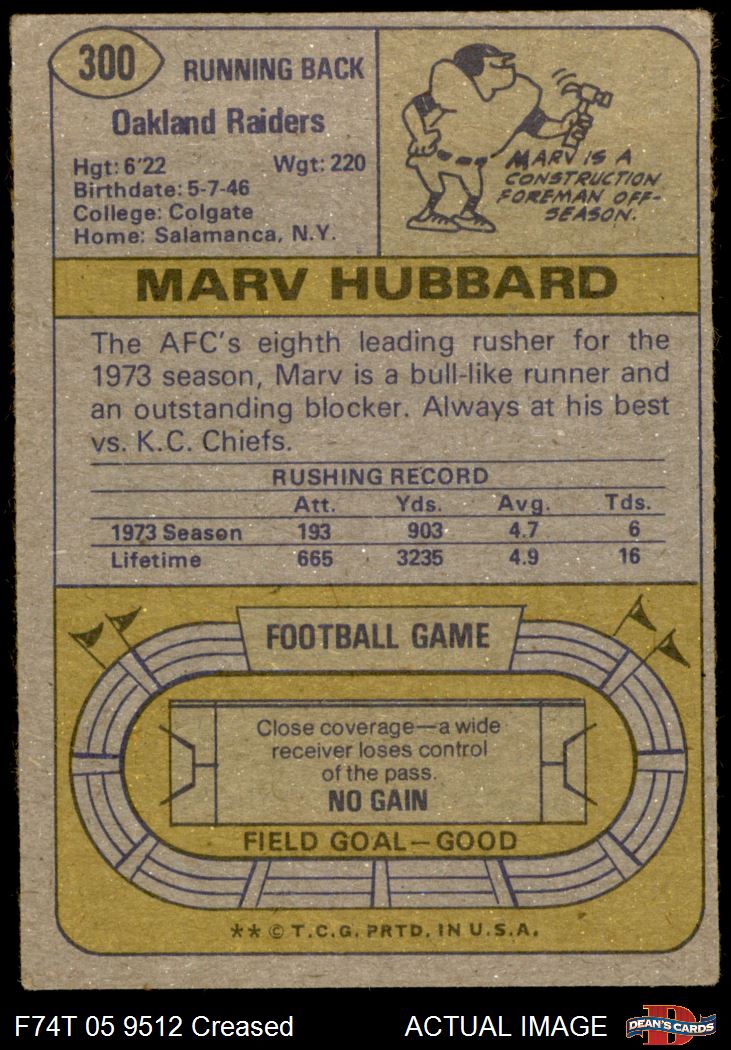 300
RUNNING BACK
Oakland Raiders
Hgt: 6'22 Wgt: 220
Birthdate: 5-7-46
College: Colgate
Home: Salamanca, N.Y.
MARV IS A
CONSTRUCTION
FOREMAN OFF-
SEASON.
MARV HUBBARD
The AFC's eighth leading rusher for the
1973 season, Marv is a bull-like runner and
an outstanding blocker. Always at his best
vs. K.C. Chiefs.
RUSHING RECORD
Att. Yds. Avg. Tds.
1973 Season 193 903 4.7 6
Lifetime 665 3235 4.9 16
FOOTBALL GAME
Close coverage—a wide
receiver loses control
of the pass.
NO GAIN
FIELD GOAL—GOOD
** © T.C.G. PRTD. IN U.S.A.
F74T 05 9512 Creased ACTUAL IMAGE
D
DEAN'S CARDS